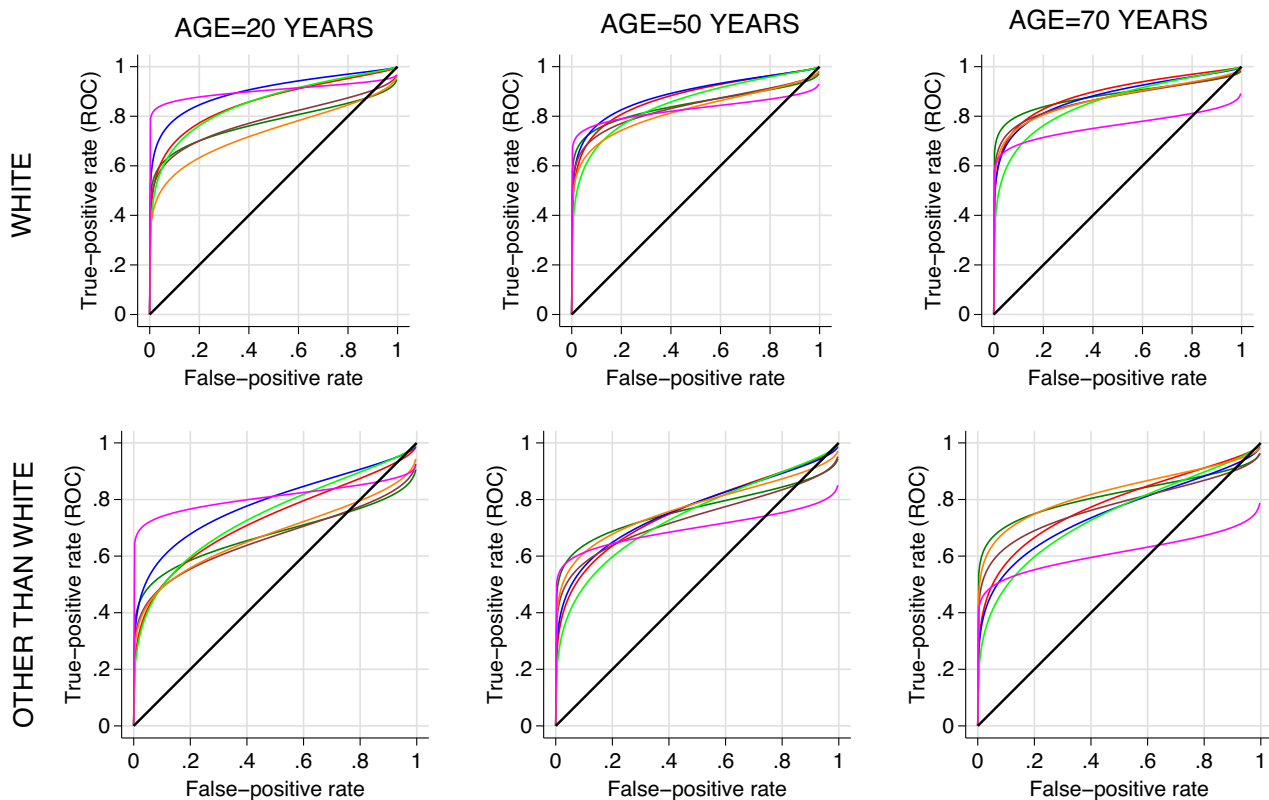 AGE=20 YEARS
AGE=50 YEARS
AGE=70 YEARS
WHITE
True−positive rate (ROC)
1
.8
.6
.4
.2
0
0 .2 .4 .6 .8 1
False−positive rate
True−positive rate (ROC)
1
.8
.6
.4
.2
0
0 .2 .4 .6 .8 1
False−positive rate
True−positive rate (ROC)
1
.8
.6
.4
.2
0
0 .2 .4 .6 .8 1
False−positive rate
OTHER THAN WHITE
True−positive rate (ROC)
1
.8
.6
.4
.2
0
0 .2 .4 .6 .8 1
False−positive rate
True−positive rate (ROC)
1
.8
.6
.4
.2
0
0 .2 .4 .6 .8 1
False−positive rate
True−positive rate (ROC)
1
.8
.6
.4
.2
0
0 .2 .4 .6 .8 1
False−positive rate